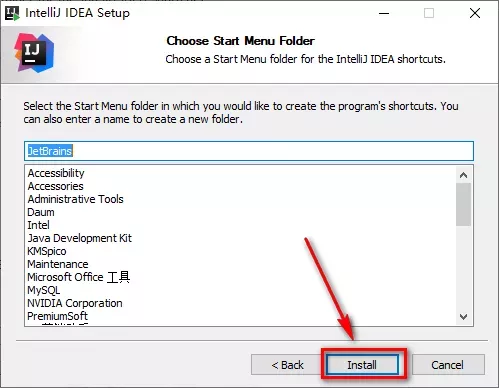 IntelliJ IDEA Setup
IJ
Choose Start Menu Folder
Choose a Start Menu folder for the IntelliJ IDEA shortcuts.
Select the Start Menu folder in which you would like to create the program's shortcuts. You
can also enter a name to create a new folder.
JetBrains
Accessibility
Accessories
Administrative Tools
Daum
Intel
Java Development Kit
KMSpico
Maintenance
Microsoft Office 工具
MySQL
NVIDIA Corporation
PremiumSoft
< Back
Install
Cancel